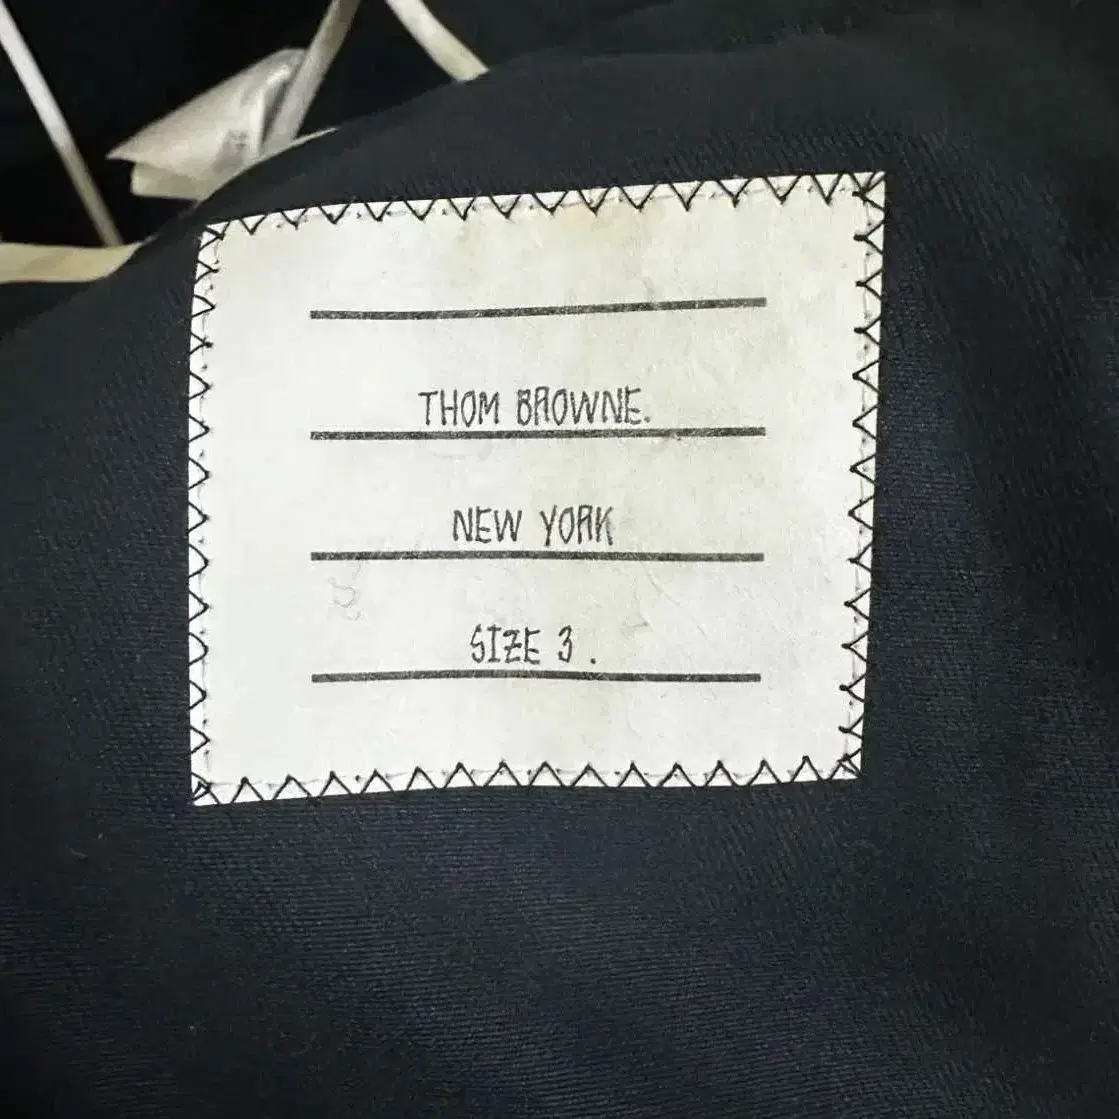 THOM BROWNE.
NEW YORK
SIZE 3 .